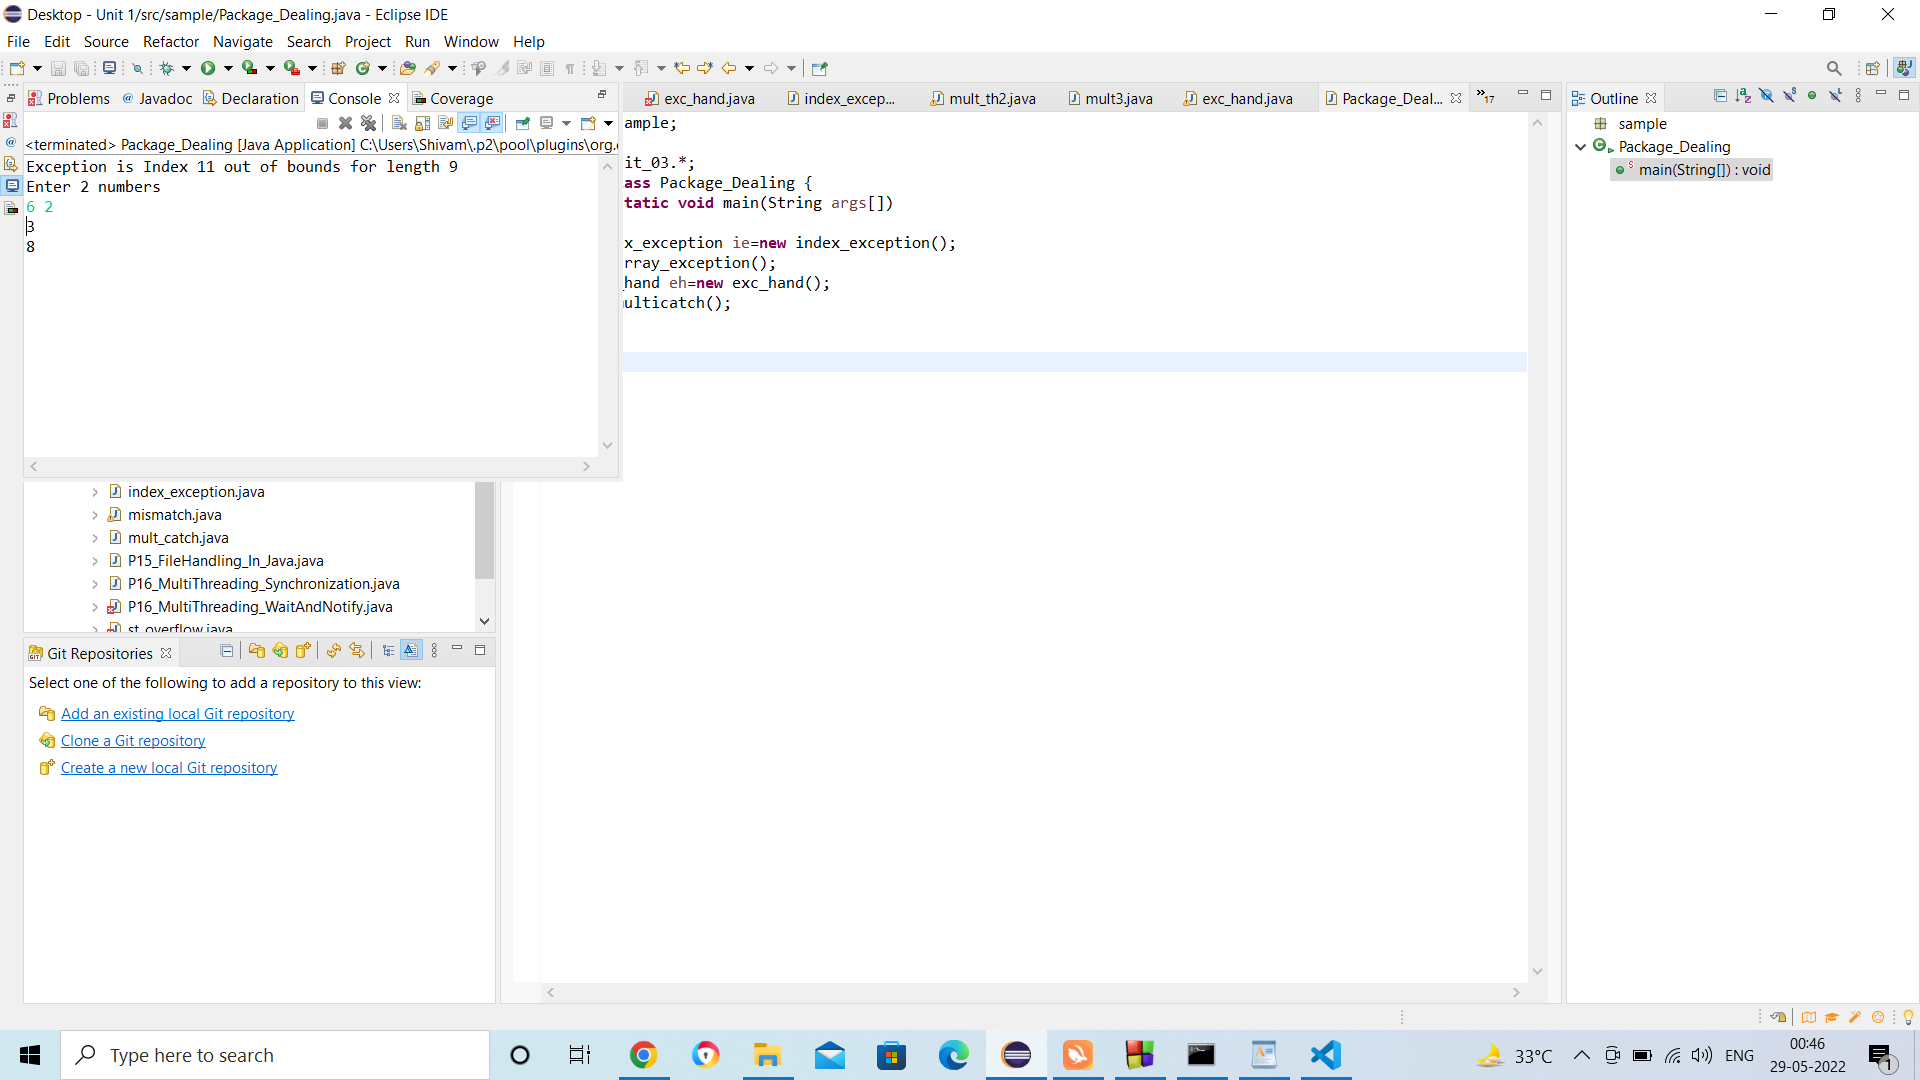 Desktop - Unit 1/src/sample/Package_Dealing.java - Eclipse IDE
File Edit Source Refactor Navigate Search Project Run Window Help
Problems @ Javadoc Declaration Console Coverage
<terminated> Package_Dealing [Java Application] C:\Users\Shivam\.p2\pool\plugins\org.
Exception is Index 11 out of bounds for length 9
Enter 2 numbers
6 2
3
8
exc_hand.java index_excep... mult_th2.java mult3.java exc_hand.java Package_Deal... »17
ample;
it_03.*;
ass Package_Dealing {
tatic void main(String args[])
x_exception ie=new index_exception();
rray_exception();
_hand eh=new exc_hand();
ulticatch();
Outline
sample
Package_Dealing
main(String[]) : void
index_exception.java
mismatch.java
mult_catch.java
P15_FileHandling_In_Java.java
P16_MultiThreading_Synchronization.java
P16_MultiThreading_WaitAndNotify.java
st_overflow.java
Git Repositories
Select one of the following to add a repository to this view:
Add an existing local Git repository
Clone a Git repository
Create a new local Git repository
Type here to search
33°C ENG
00:46
29-05-2022
1